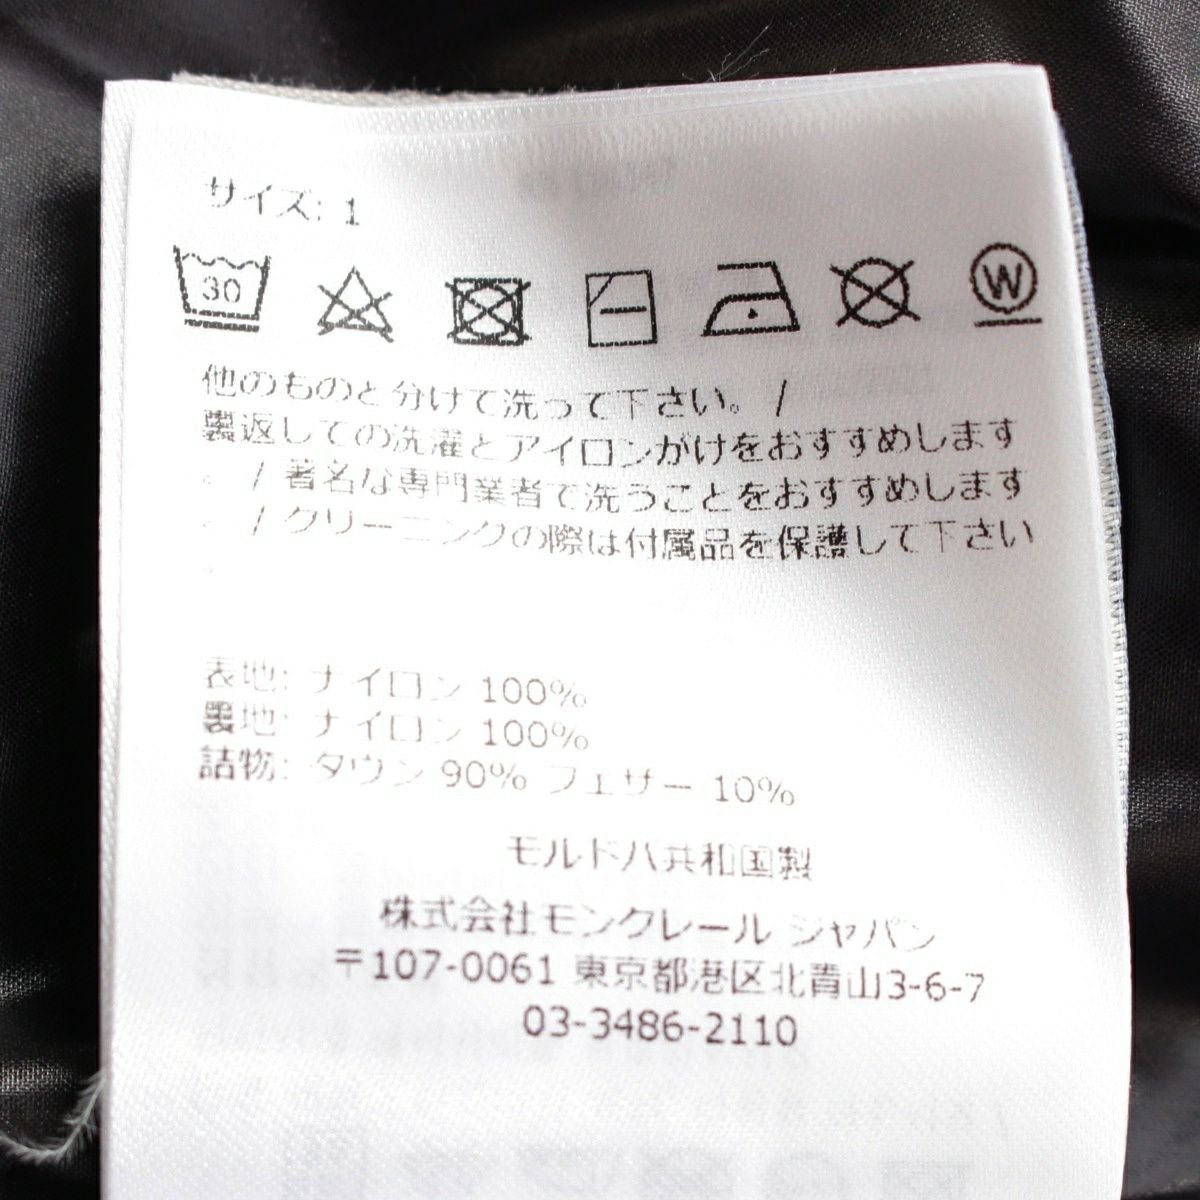 サイズ: 1
30
W
他のものと分けて洗って下さい。 /
裏返しての洗濯とアイロンがけをおすすめします
。 / 著名な専門業者で洗うことをおすすめします
。 / クリーニングの際は付属品を保護して下さい
。
表地: ナイロン 100%
裏地: ナイロン 100%
詰物: ダウン 90% フェザー 10%
モルドバ共和国製
株式会社モンクレール ジャパン
〒107-0061 東京都港区北青山3-6-7
03-3486-2110